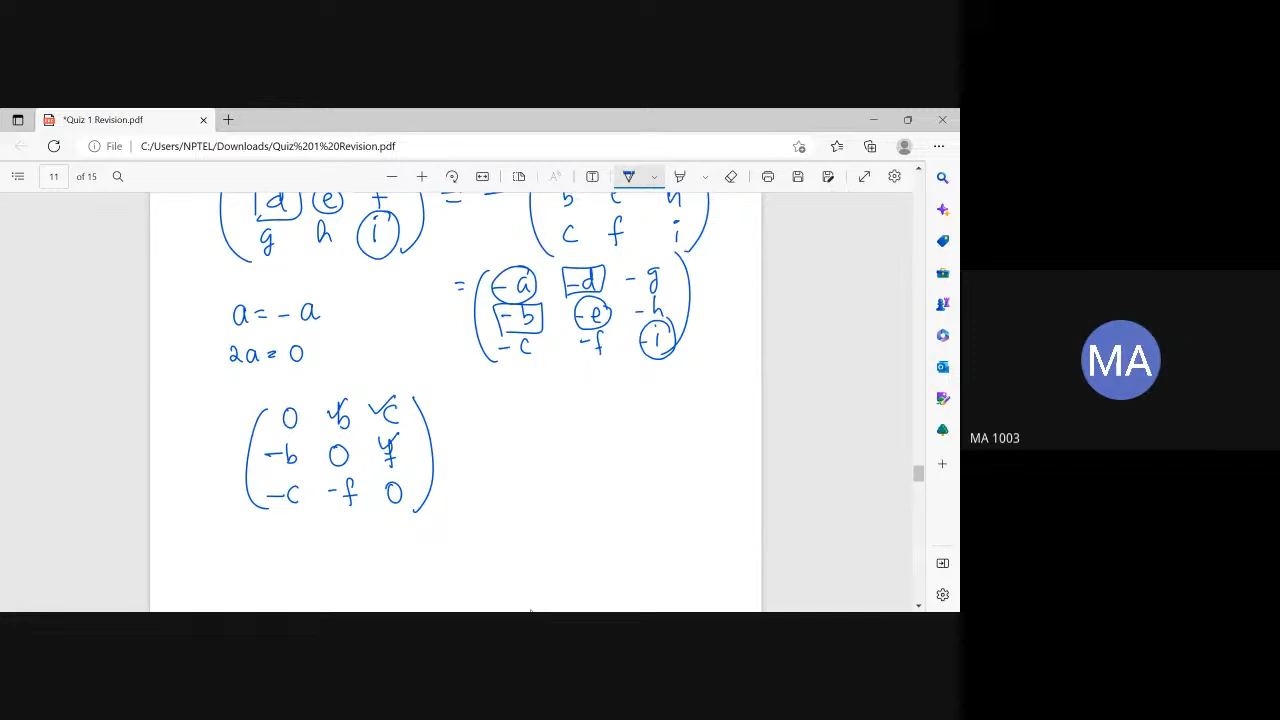 *Quiz 1 Revision.pdf
File C:/Users/NPTEL/Downloads/Quiz%201%20Revision.pdf
11 of 15
d e f = - b e h
g h i c f i
= -a -d -g
-b -e -h
-c -f -i
a = - a
2a = 0
0 b c
-b 0 f
-c -f 0
MA
MA 1003